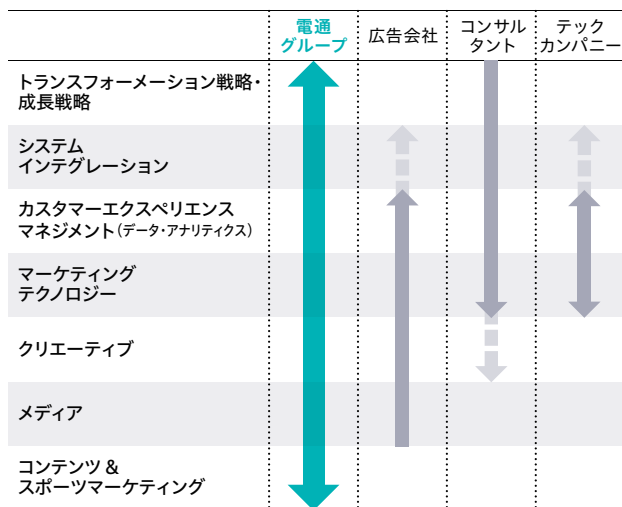 電通
グループ
広告会社
コンサル
タント
テック
カンパニー
トランスフォーメーション戦略・
成長戦略
システム
インテグレーション
カスタマーエクスペリエンス
マネジメント(データ・アナリティクス)
マーケティング
テクノロジー
クリエーティブ
メディア
コンテンツ &
スポーツマーケティング